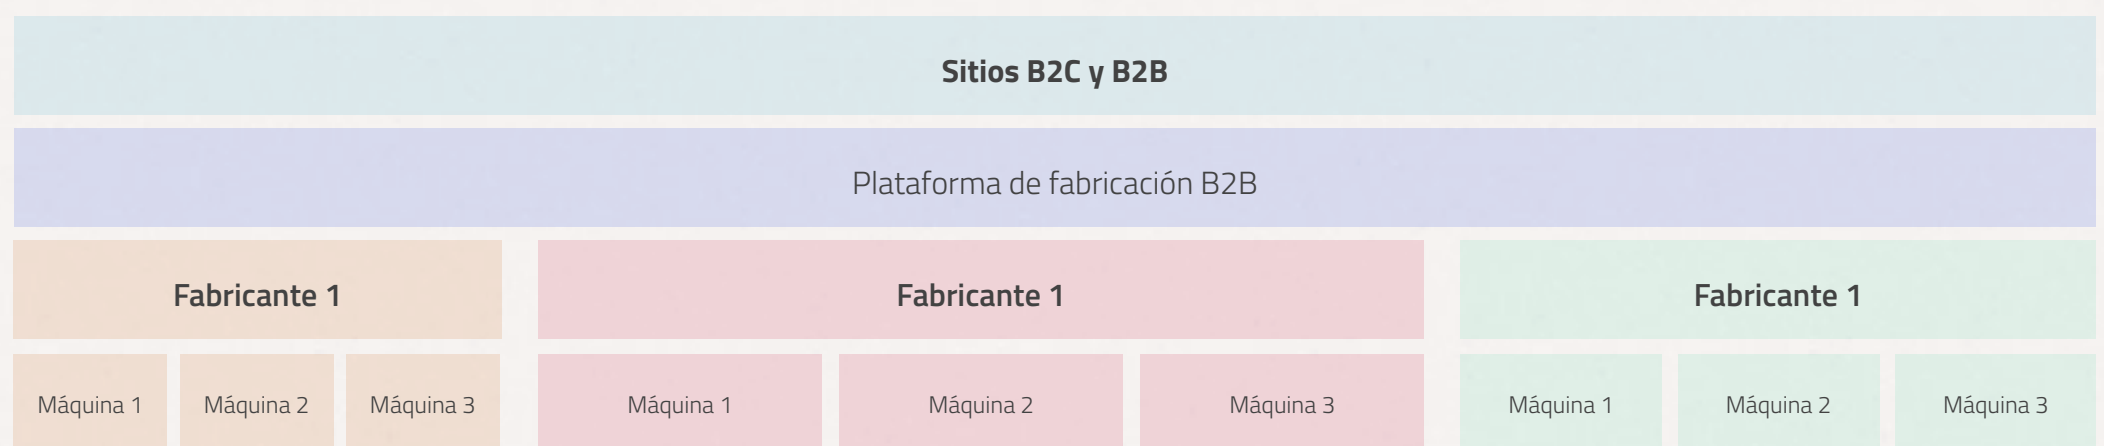 Sitios B2C y B2B
Plataforma de fabricación B2B
Fabricante 1
Fabricante 1
Fabricante 1
Máquina 1
Máquina 2
Máquina 3
Máquina 1
Máquina 2
Máquina 3
Máquina 1
Máquina 2
Máquina 3